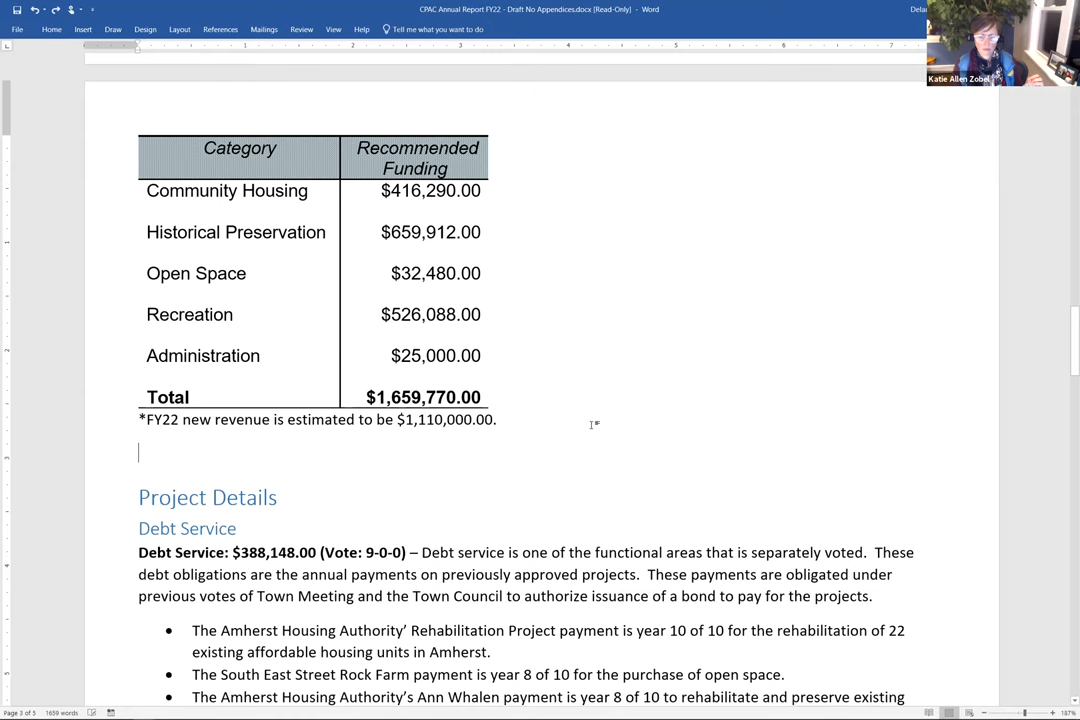 CPAC Annual Report FY22 - Draft No Appendices.docx [Read-Only] - Word
File Home Insert Draw Design Layout References Mailings Review View Help Tell me what you want to do
Katie Allen Zobel
Category Recommended Funding
Community Housing $416,290.00
Historical Preservation $659,912.00
Open Space $32,480.00
Recreation $526,088.00
Administration $25,000.00
Total $1,659,770.00
*FY22 new revenue is estimated to be $1,110,000.00.
Project Details
Debt Service
Debt Service: $388,148.00 (Vote: 9-0-0) – Debt service is one of the functional areas that is separately voted. These
debt obligations are the annual payments on previously approved projects. These payments are obligated under
previous votes of Town Meeting and the Town Council to authorize issuance of a bond to pay for the projects.
• The Amherst Housing Authority’ Rehabilitation Project payment is year 10 of 10 for the rehabilitation of 22
existing affordable housing units in Amherst.
• The South East Street Rock Farm payment is year 8 of 10 for the purchase of open space.
• The Amherst Housing Authority’s Ann Whalen payment is year 8 of 10 to rehabilitate and preserve existing
Page 3 of 5 1659 words 187%